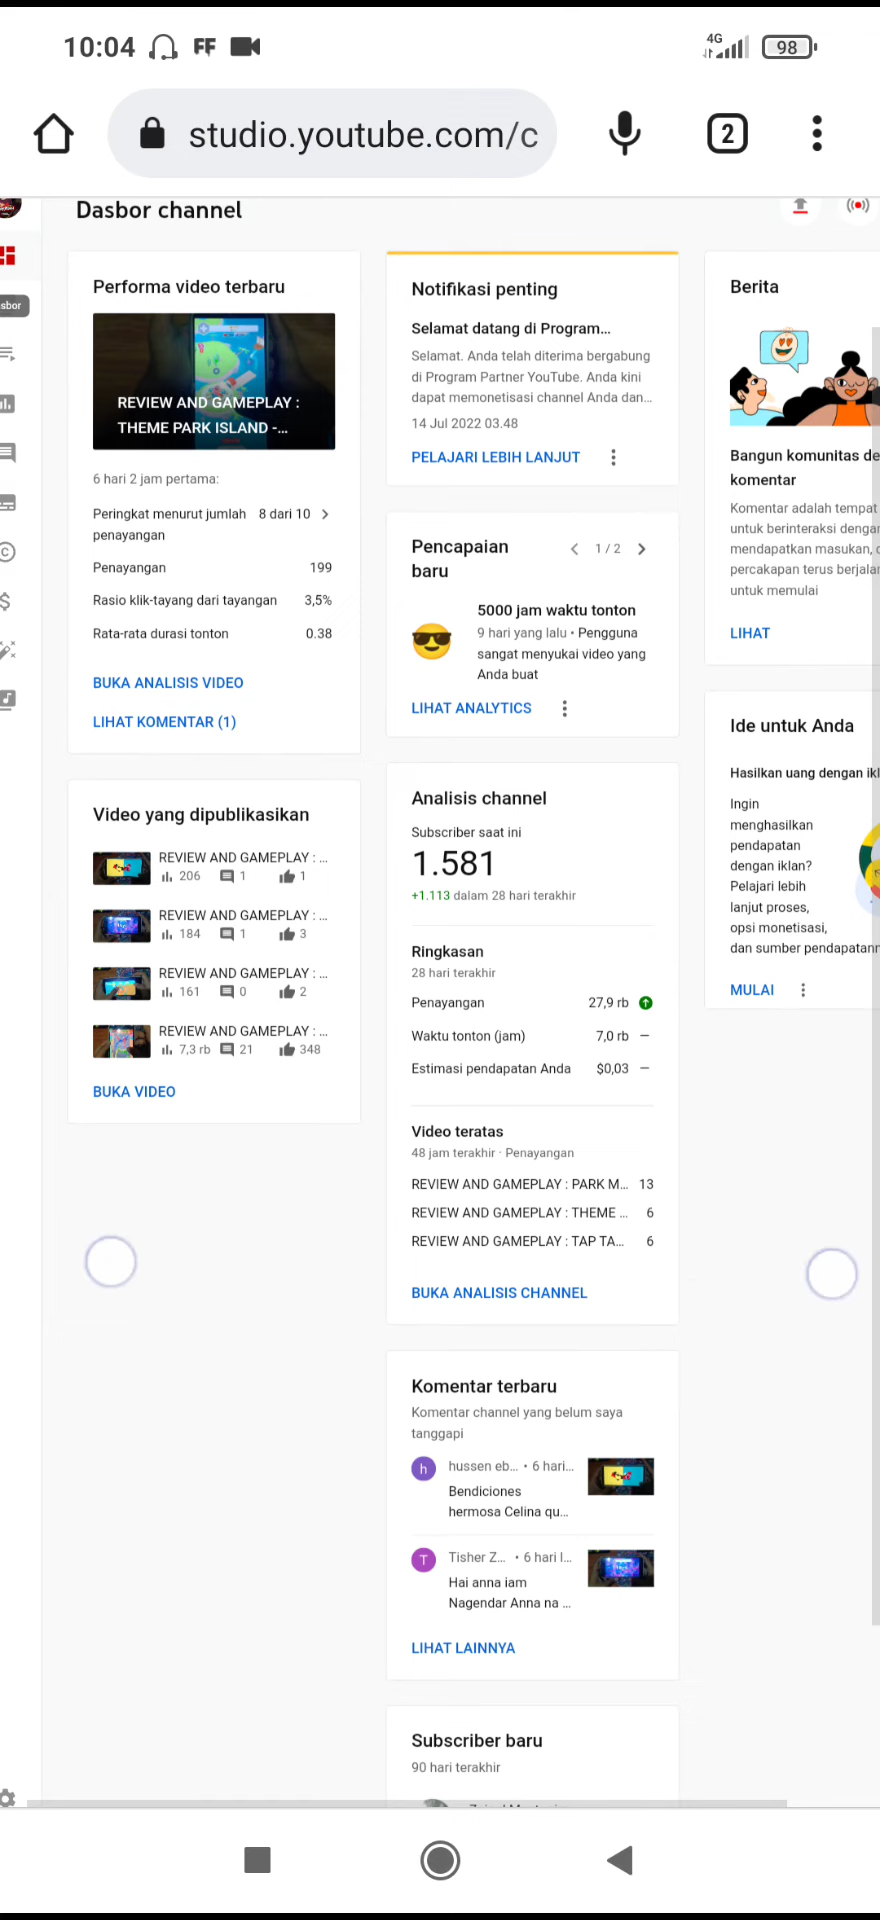 10:04
FF
4G
98
studio.youtube.com/c
2
Dasbor channel
sbor
Performa video terbaru
REVIEW AND GAMEPLAY :
THEME PARK ISLAND -...
6 hari 2 jam pertama:
Peringkat menurut jumlah penayangan 8 dari 10
Penayangan 199
Rasio klik-tayang dari tayangan 3,5%
Rata-rata durasi tonton 0.38
BUKA ANALISIS VIDEO
LIHAT KOMENTAR (1)
Video yang dipublikasikan
REVIEW AND GAMEPLAY : ...
206 1 1
REVIEW AND GAMEPLAY : ...
184 1 3
REVIEW AND GAMEPLAY : ...
161 0 2
REVIEW AND GAMEPLAY : ...
7,3 rb 21 348
BUKA VIDEO
Notifikasi penting
Selamat datang di Program...
Selamat. Anda telah diterima bergabung
di Program Partner YouTube. Anda kini
dapat memonetisasi channel Anda dan...
14 Jul 2022 03.48
PELAJARI LEBIH LANJUT
Pencapaian
baru
1 / 2
5000 jam waktu tonton
9 hari yang lalu • Pengguna
sangat menyukai video yang
Anda buat
LIHAT ANALYTICS
Analisis channel
Subscriber saat ini
1.581
+1.113 dalam 28 hari terakhir
Ringkasan
28 hari terakhir
Penayangan 27,9 rb
Waktu tonton (jam) 7,0 rb —
Estimasi pendapatan Anda $0,03 —
Video teratas
48 jam terakhir · Penayangan
REVIEW AND GAMEPLAY : PARK M... 13
REVIEW AND GAMEPLAY : THEME ... 6
REVIEW AND GAMEPLAY : TAP TA... 6
BUKA ANALISIS CHANNEL
Komentar terbaru
Komentar channel yang belum saya
tanggapi
h
hussen eb... • 6 hari...
Bendiciones
hermosa Celina qu...
T
Tisher Z... • 6 hari l...
Hai anna iam
Nagendar Anna na ...
LIHAT LAINNYA
Subscriber baru
90 hari terakhir
Berita
Bangun komunitas de
komentar
Komentar adalah tempat
untuk berinteraksi dengar
mendapatkan masukan, c
percakapan terus berjalar
untuk memulai
LIHAT
Ide untuk Anda
Hasilkan uang dengan ikl
Ingin
menghasilkan
pendapatan
dengan iklan?
Pelajari lebih
lanjut proses,
opsi monetisasi,
dan sumber pendapatanr
MULAI